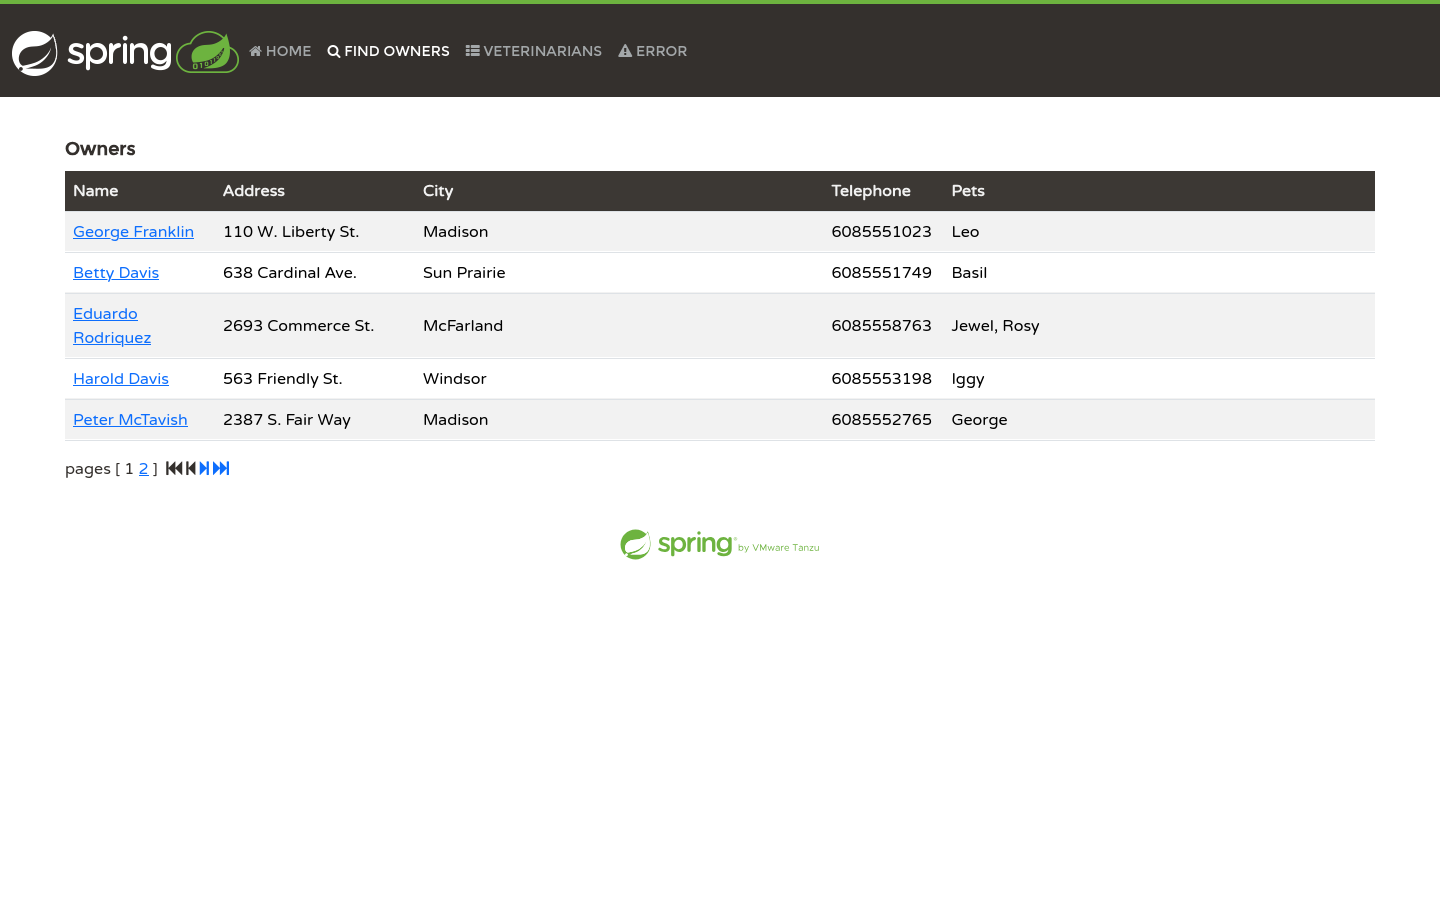 spring HOME FIND OWNERS VETERINARIANS ERROR
Owners
Name Address City Telephone Pets
George Franklin 110 W. Liberty St. Madison 6085551023 Leo
Betty Davis 638 Cardinal Ave. Sun Prairie 6085551749 Basil
Eduardo
Rodriquez 2693 Commerce St. McFarland 6085558763 Jewel, Rosy
Harold Davis 563 Friendly St. Windsor 6085553198 Iggy
Peter McTavish 2387 S. Fair Way Madison 6085552765 George
pages [ 1 2 ]
spring by VMware Tanzu